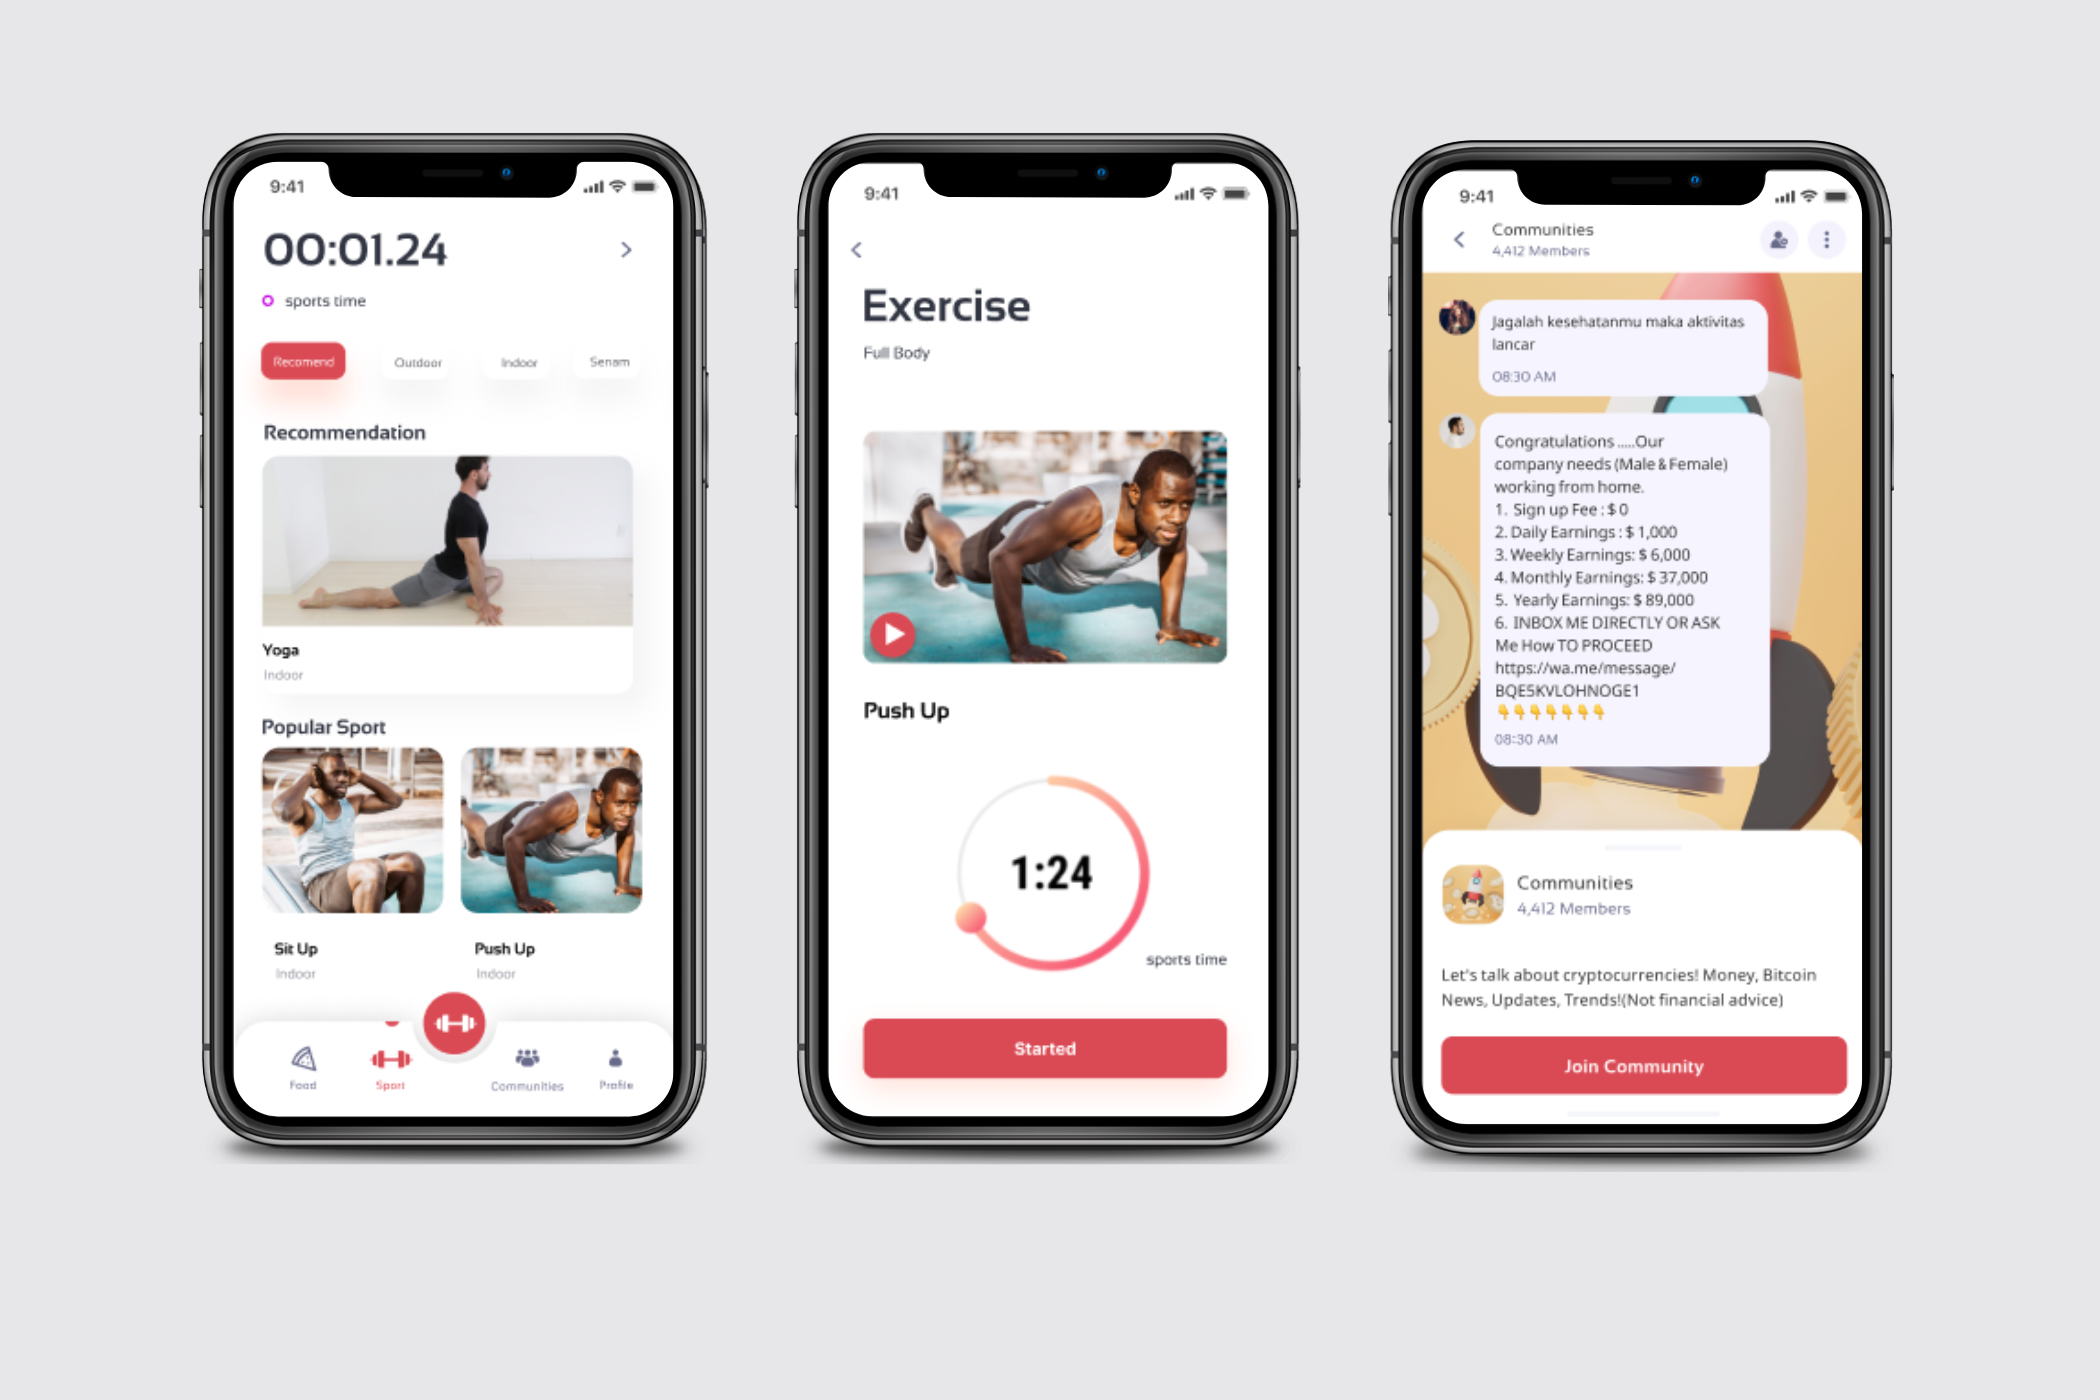 9:41
00:01.24
sports time
Recomend
Outdoor
Indoor
Senam
Recommendation
Yoga
Indoor
Popular Sport
Sit Up
Indoor
Push Up
Indoor
Food
Sport
Communities
Profile
9:41
Exercise
Full Body
Push Up
1:24
sports time
Started
9:41
Communities
4,412 Members
Jagalah kesehatanmu maka aktivitas
lancar
08:30 AM
Congratulations .....Our
company needs (Male & Female)
working from home.
1. Sign up Fee : $ 0
2. Daily Earnings : $ 1,000
3. Weekly Earnings: $ 6,000
4. Monthly Earnings: $ 37,000
5. Yearly Earnings: $ 89,000
6. INBOX ME DIRECTLY OR ASK
Me How TO PROCEED
https://wa.me/message/
BQE5KVLOHNOGE1
👇👇👇👇👇👇👇
08:30 AM
Communities
4,412 Members
Let's talk about cryptocurrencies! Money, Bitcoin
News, Updates, Trends!(Not financial advice)
Join Community